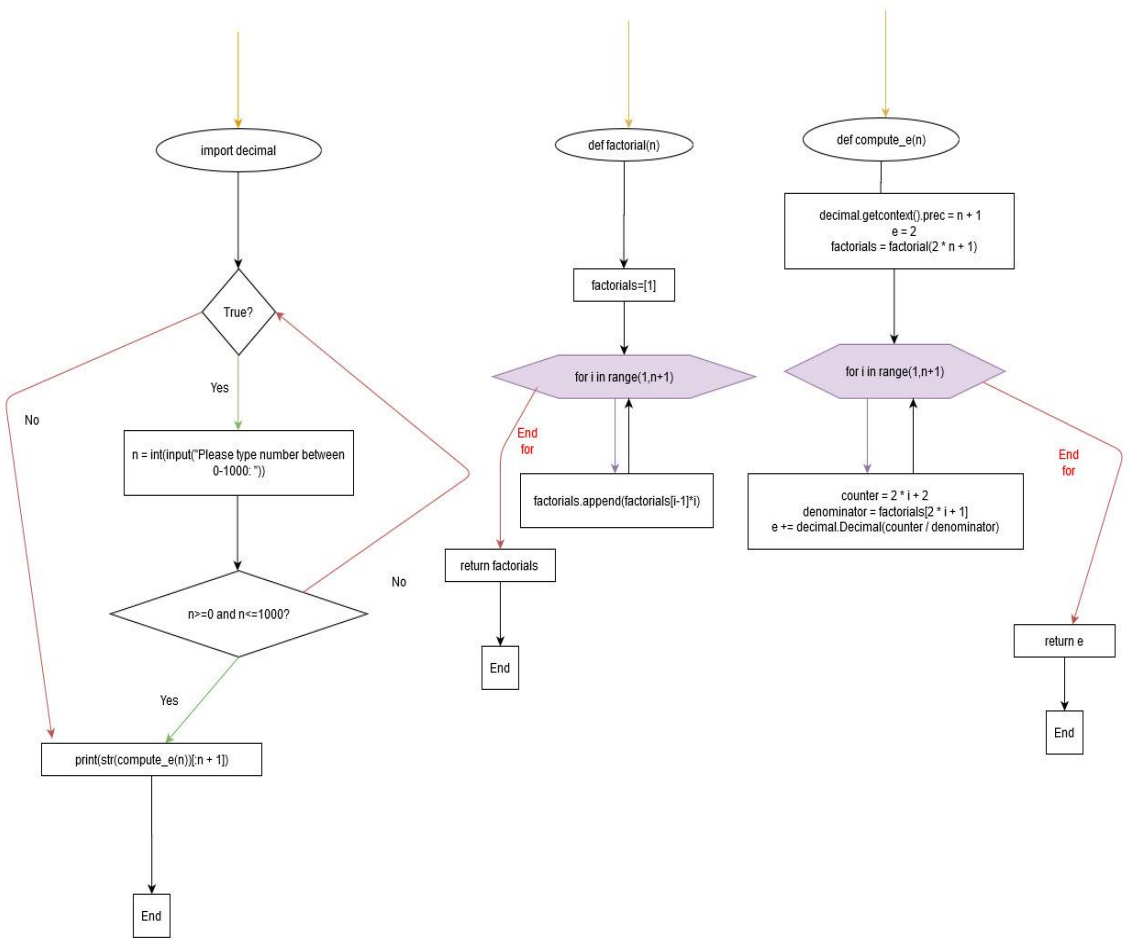 import decimal
True?
Yes
No
n = int(input("Please type number between
0-1000: "))
n>=0 and n<=1000?
No
Yes
print(str(compute_e(n))[:n + 1])
End
def factorial(n)
factorials=[1]
for i in range(1,n+1)
End
for
factorials.append(factorials[i-1]*i)
return factorials
End
def compute_e(n)
decimal.getcontext().prec = n + 1
e = 2
factorials = factorial(2 * n + 1)
for i in range(1,n+1)
End
for
counter = 2 * i + 2
denominator = factorials[2 * i + 1]
e += decimal.Decimal(counter / denominator)
return e
End